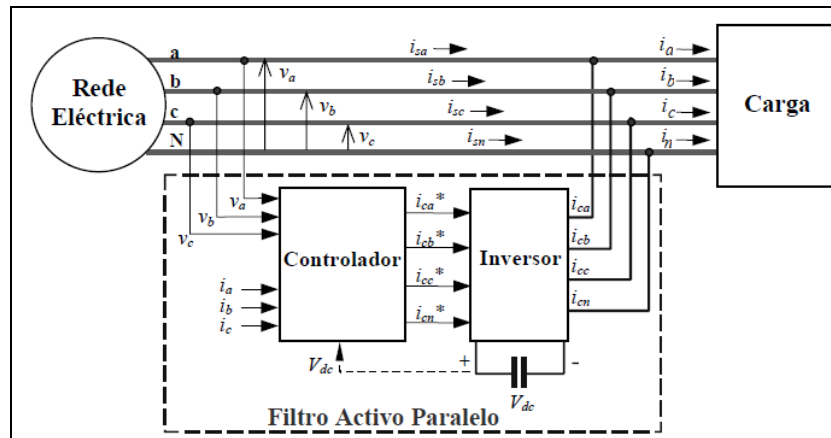 Rede
Eléctrica
a
b
c
N
v_a
v_b
v_c
i_sa
i_sb
i_sc
i_sn
i_a
i_b
i_c
i_n
Carga
v_a
v_b
v_c
i_a
i_b
i_c
Controlador
i_ca*
i_cb*
i_cc*
i_cn*
Inversor
i_ca
i_cb
i_cc
i_cn
V_dc
+
-
V_dc
Filtro Activo Paralelo